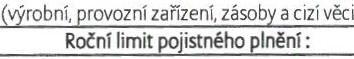 (výrobní, provozní zařízení, zásoby a cizí věci
Roční limit pojistného plnění :